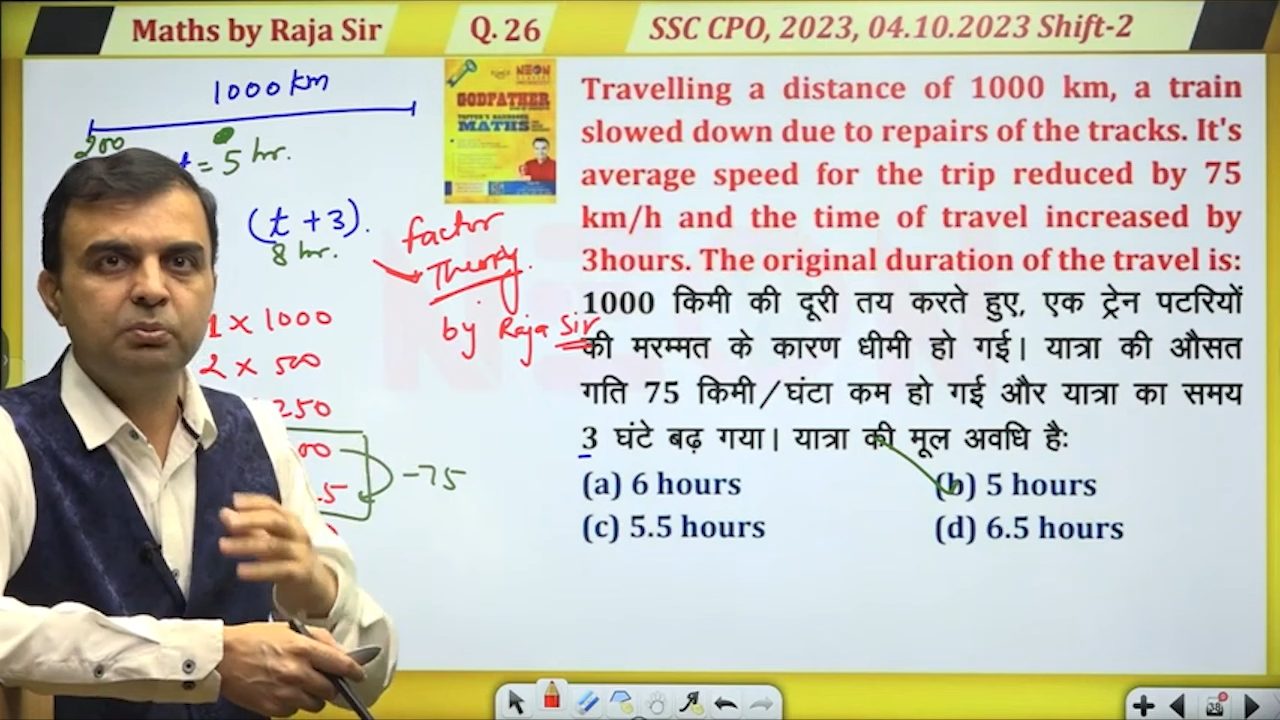 Maths by Raja Sir
Q. 26
SSC CPO, 2023, 04.10.2023 Shift-2
1000 km
200
t = 5 hr.
(t + 3).
8 hr.
factor
Theory.
by Raja Sir
1 x 1000
2 x 500
250
00
.5
-75
NEON
GODFATHER
MATHS
Travelling a distance of 1000 km, a train
slowed down due to repairs of the tracks. It's
average speed for the trip reduced by 75
km/h and the time of travel increased by
3hours. The original duration of the travel is:
1000 किमी की दूरी तय करते हुए, एक ट्रेन पटरियों
की मरम्मत के कारण धीमी हो गई। यात्रा की औसत
गति 75 किमी/घंटा कम हो गई और यात्रा का समय
3 घंटे बढ़ गया। यात्रा की मूल अवधि है:
(a) 6 hours
(b) 5 hours
(c) 5.5 hours
(d) 6.5 hours
38